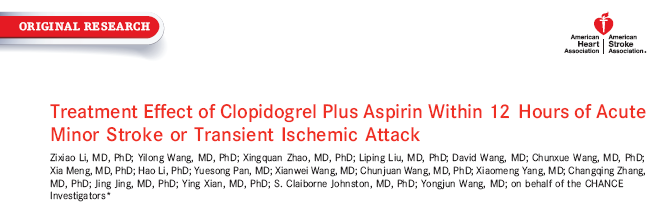 ORIGINAL RESEARCH
American Heart Association
American Stroke Association®
Treatment Effect of Clopidogrel Plus Aspirin Within 12 Hours of Acute
Minor Stroke or Transient Ischemic Attack
Zixiao Li, MD, PhD; Yilong Wang, MD, PhD; Xingquan Zhao, MD, PhD; Liping Liu, MD, PhD; David Wang, MD; Chunxue Wang, MD, PhD;
Xia Meng, MD, PhD; Hao Li, PhD; Yuesong Pan, MD; Xianwei Wang, MD; Chunjuan Wang, MD, PhD; Xiaomeng Yang, MD; Changqing Zhang,
MD, PhD; Jing Jing, MD, PhD; Ying Xian, MD, PhD; S. Claiborne Johnston, MD, PhD; Yongjun Wang, MD; on behalf of the CHANCE
Investigators*